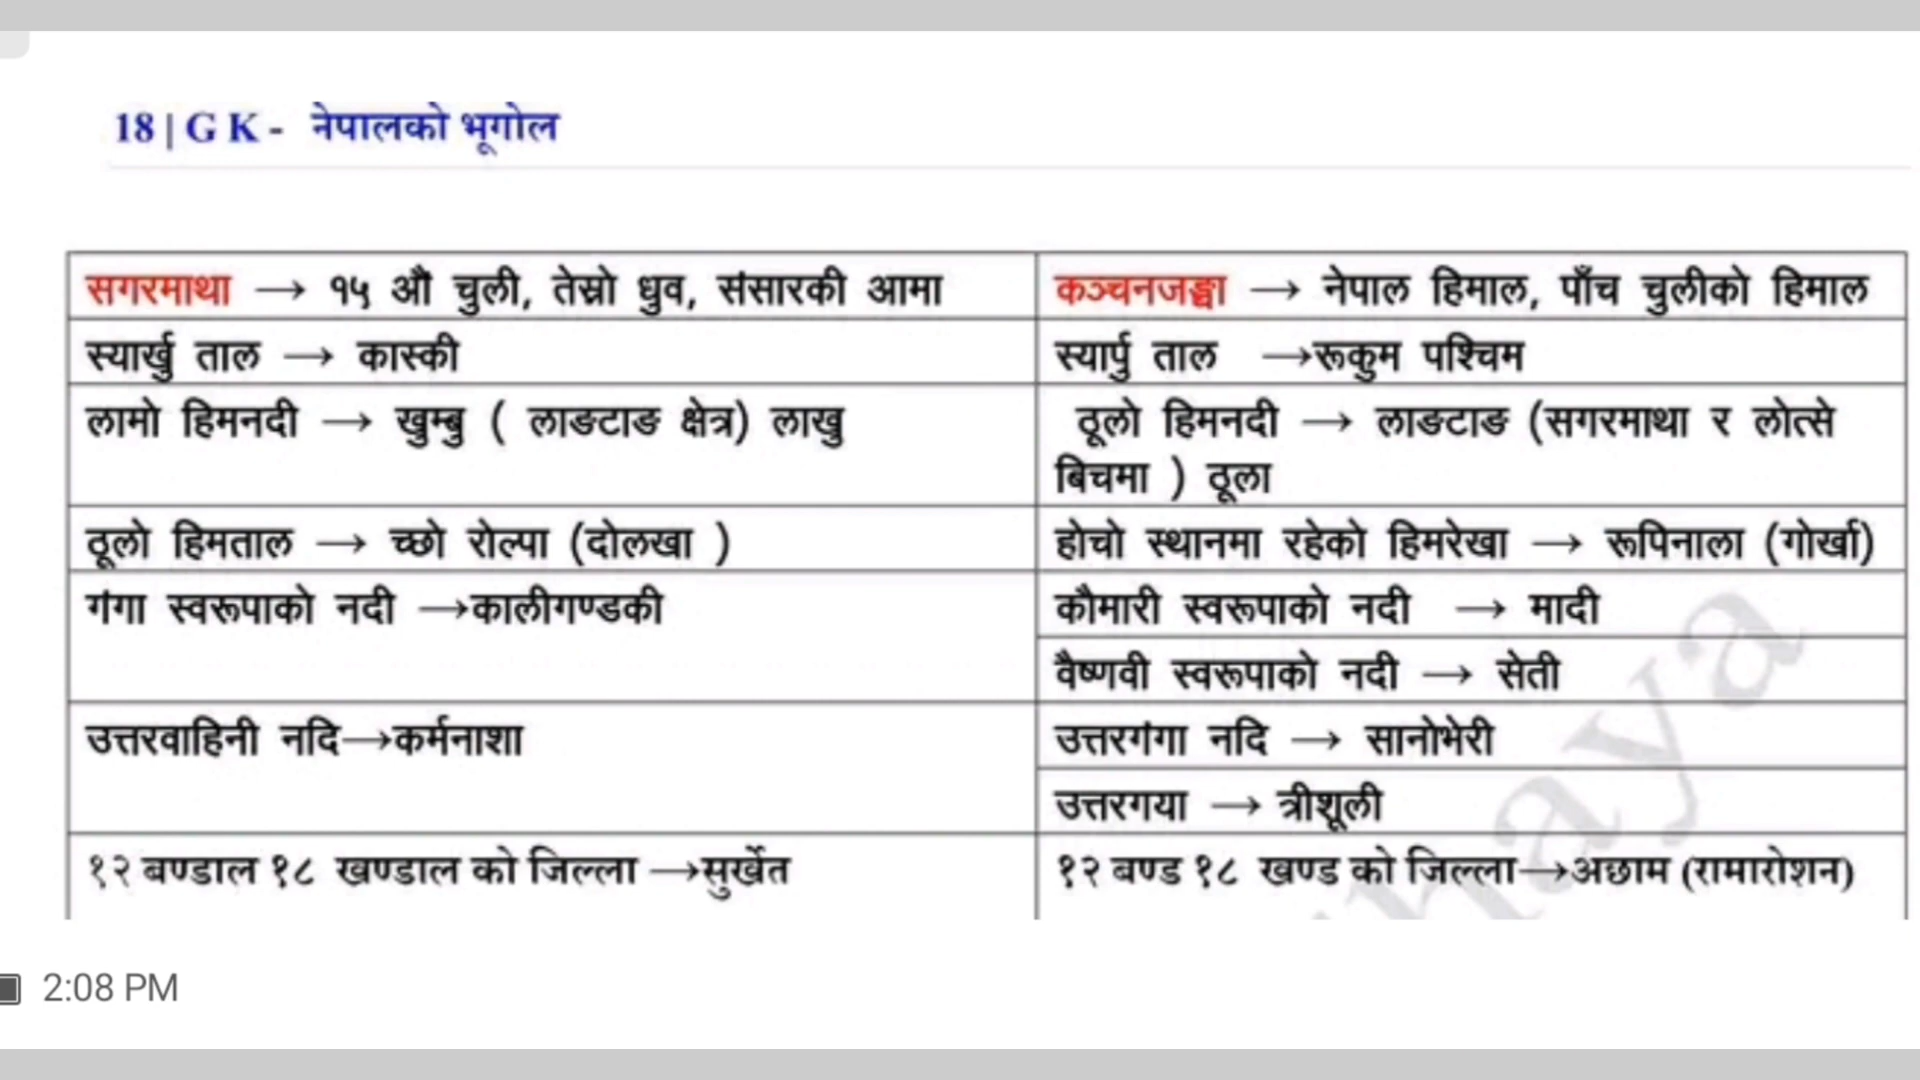 18 | G K - नेपालको भूगोल
सगरमाथा → १५ औ चुली, तेस्रो ध्रुव, संसारकी आमा
कञ्चनजङ्घा → नेपाल हिमाल, पाँच चुलीको हिमाल
स्यार्खु ताल → कास्की
स्यार्पु ताल →रूकुम पश्चिम
लामो हिमनदी → खुम्बु ( लाङटाङ क्षेत्र) लाखु
ठूलो हिमनदी → लाङटाङ (सगरमाथा र लोत्से
बिचमा ) ठूला
ठूलो हिमताल → च्छो रोल्पा (दोलखा )
होचो स्थानमा रहेको हिमरेखा → रूपिनाला (गोर्खा)
गंगा स्वरूपाको नदी →कालीगण्डकी
कौमारी स्वरूपाको नदी → मादी
वैष्णवी स्वरूपाको नदी → सेती
उत्तरवाहिनी नदि→कर्मनाशा
उत्तरगंगा नदि → सानोभेरी
उत्तरगया → त्रीशूली
१२ बण्डाल १८ खण्डाल को जिल्ला →सुर्खेत
१२ बण्ड १८ खण्ड को जिल्ला→अछाम (रामारोशन)
2:08 PM